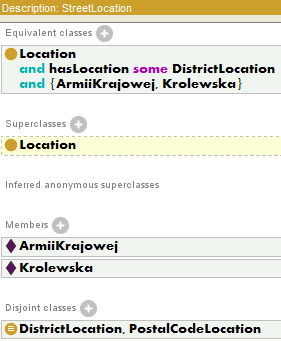 Description: StreetLocation
Equivalent classes
Location
and hasLocation some DistrictLocation
and {ArmiiKrajowej, Krolewska}
Superclasses
Location
Inferred anonymous superclasses
Members
ArmiiKrajowej
Krolewska
Disjoint classes
DistrictLocation, PostalCodeLocation